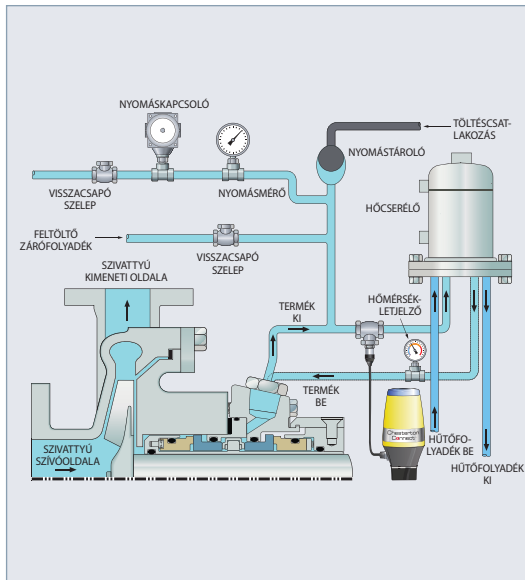 NYOMÁSKAPCSOLÓ
TÖLTÉSCSAT-
LAKOZÁS
NYOMÁSTÁROLÓ
VISSZACSAPÓ
SZELEP
NYOMÁSMÉRŐ
HŐCSERÉLŐ
FELTÖLTŐ
ZÁRÓFOLYADÉK
VISSZACSAPÓ
SZELEP
SZIVATTYÚ
KIMENETI OLDALA
TERMÉK
KI
HŐMÉRSÉK-
LETJELZŐ
TERMÉK
BE
Chesterton
Connect
SZIVATTYÚ
SZÍVÓOLDALA
HŰTŐFO-
LYADÉK BE
HŰTŐFOLYADÉK
KI